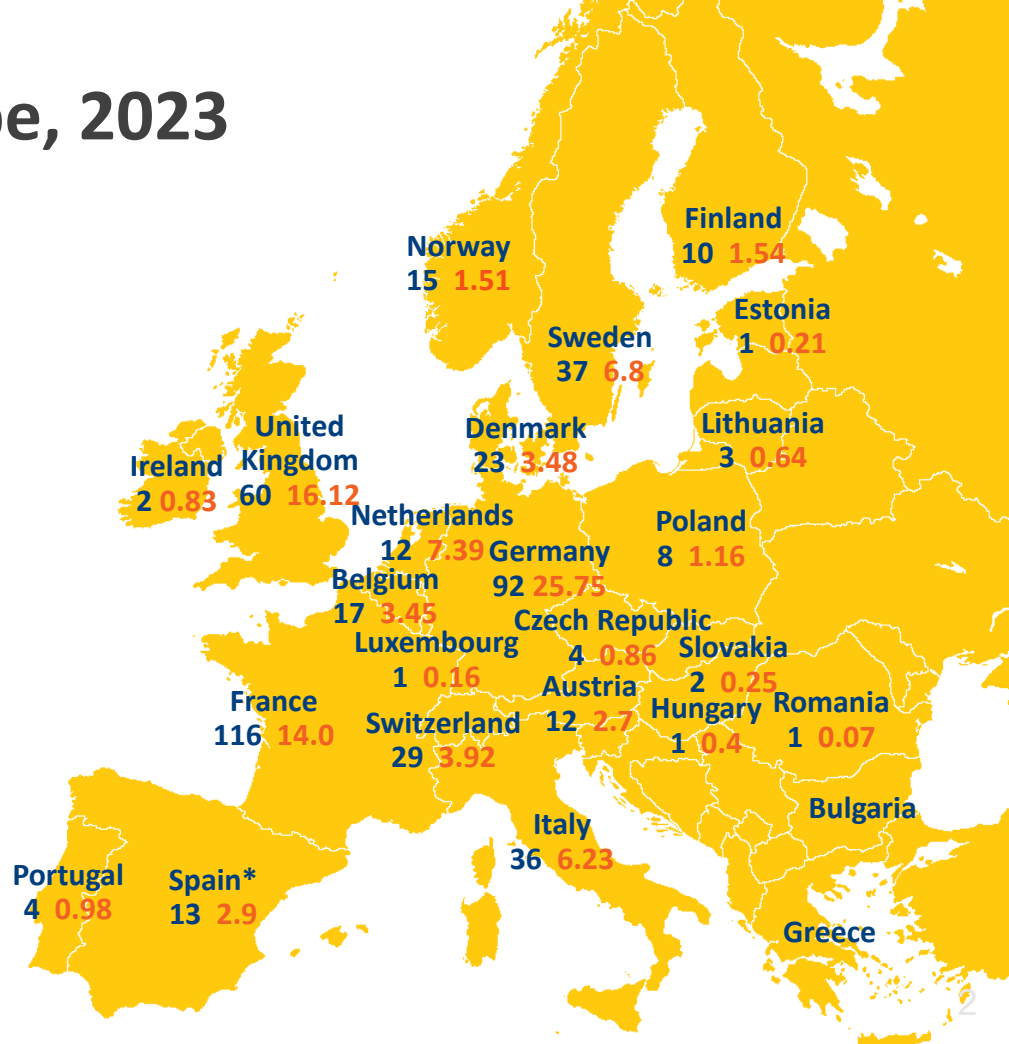 pe, 2023
Finland
10 1.54
Norway
15 1.51
Estonia
1 0.21
Sweden
37 6.8
Denmark
23 3.48
Lithuania
3 0.64
United
Kingdom
60 16.12
Ireland
2 0.83
Netherlands
12 7.39
Poland
8 1.16
Germany
92 25.75
Belgium
17 3.45
Czech Republic
4 0.86
Luxembourg
1 0.16
Slovakia
2 0.25
Austria
12 2.7
France
116 14.0
Switzerland
29 3.92
Hungary
1 0.4
Romania
1 0.07
Bulgaria
Italy
36 6.23
Portugal
4 0.98
Spain*
13 2.9
Greece
2